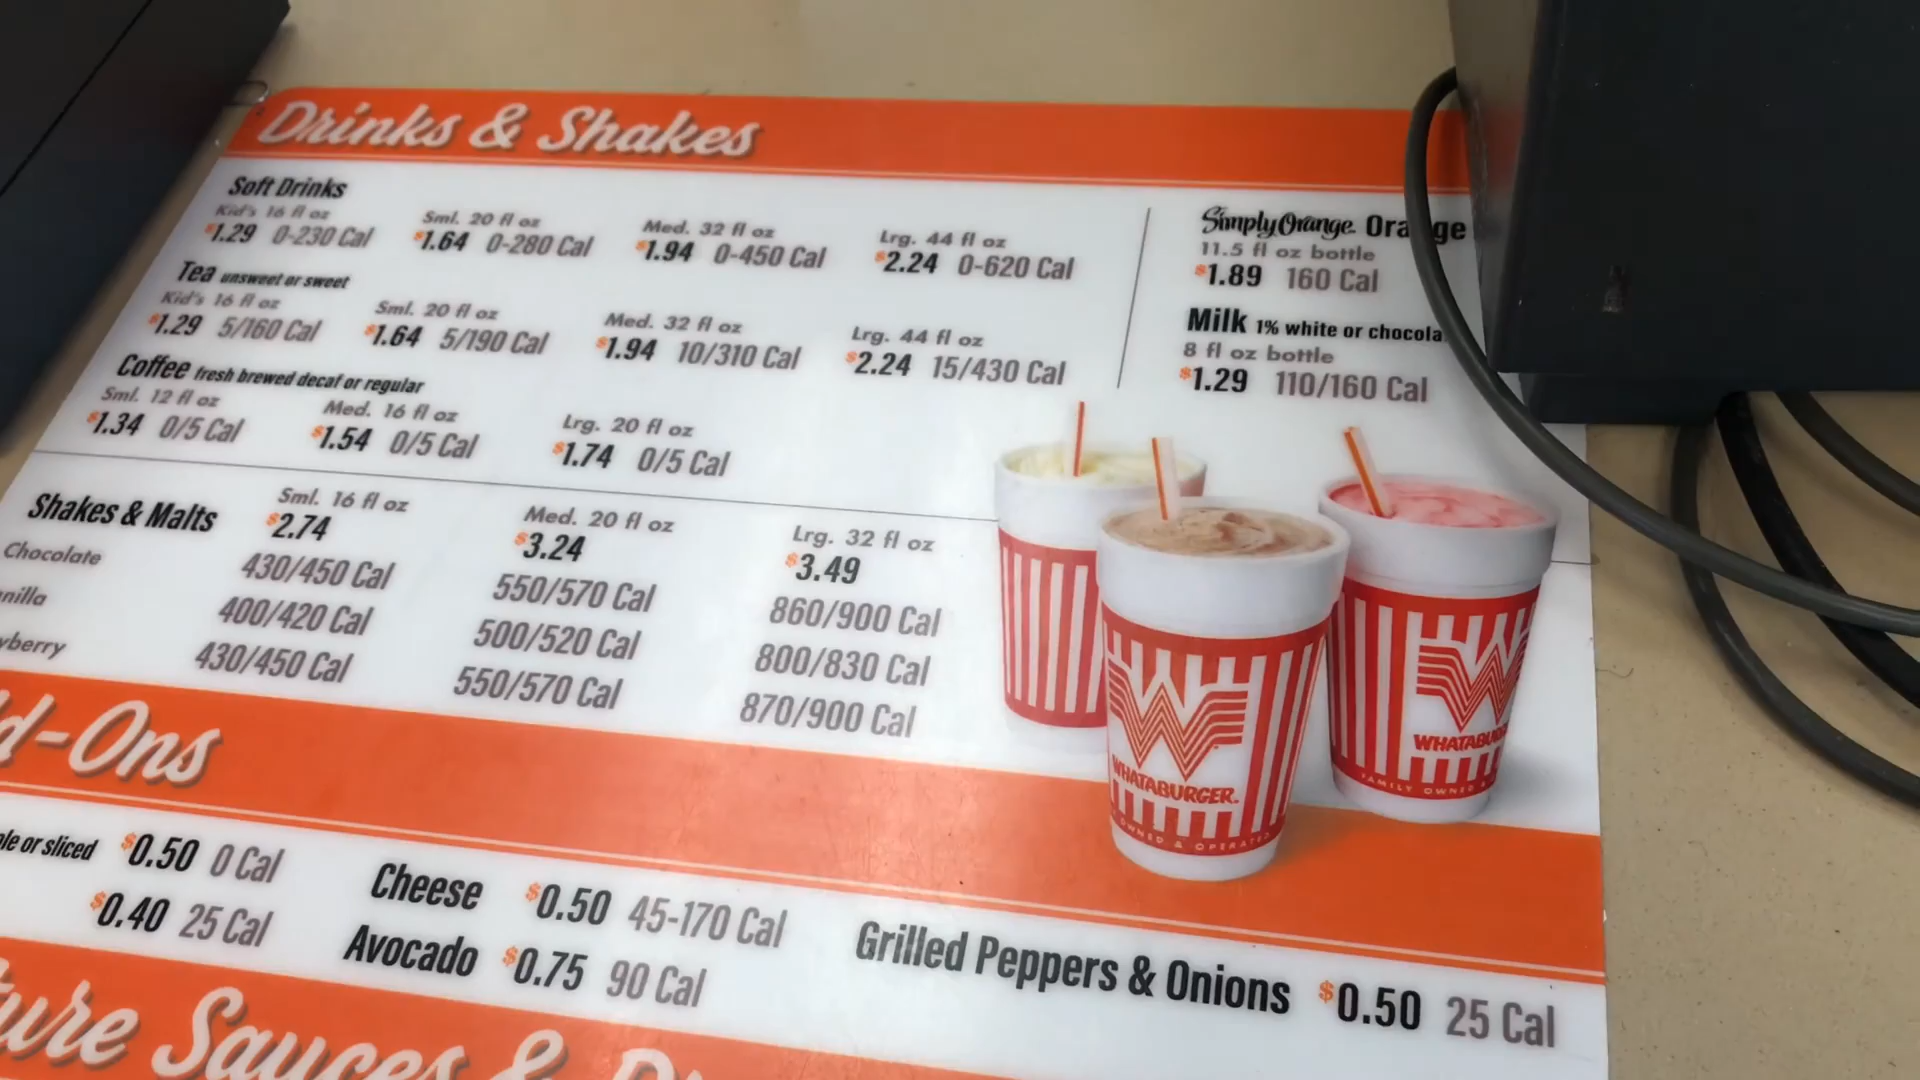 Drinks & Shakes
Soft Drinks
Kid's 16 fl oz Sml. 20 fl oz Med. 32 fl oz Lrg. 44 fl oz
$1.29 0-230 Cal $1.64 0-280 Cal $1.94 0-450 Cal $2.24 0-620 Cal
Tea unsweet or sweet
Kid's 16 fl oz Sml. 20 fl oz Med. 32 fl oz Lrg. 44 fl oz
$1.29 5/160 Cal $1.64 5/190 Cal $1.94 10/310 Cal $2.24 15/430 Cal
Coffee fresh brewed decaf or regular
Sml. 12 fl oz Med. 16 fl oz Lrg. 20 fl oz
$1.34 0/5 Cal $1.54 0/5 Cal $1.74 0/5 Cal
Simply Orange. Orange
11.5 fl oz bottle
$1.89 160 Cal
Milk 1% white or chocola
8 fl oz bottle
$1.29 110/160 Cal
Shakes & Malts Sml. 16 fl oz Med. 20 fl oz Lrg. 32 fl oz
$2.74 $3.24 $3.49
Chocolate 430/450 Cal 550/570 Cal 860/900 Cal
nilla 400/420 Cal 500/520 Cal 800/830 Cal
wberry 430/450 Cal 550/570 Cal 870/900 Cal
WHATABURGER.
OWNED & OPERATED
WHATABUR
FAMILY OWNED
d-Ons
le or sliced $0.50 0 Cal Cheese $0.50 45-170 Cal Grilled Peppers & Onions $0.50 25 Cal
$0.40 25 Cal Avocado $0.75 90 Cal
ture Sauces &